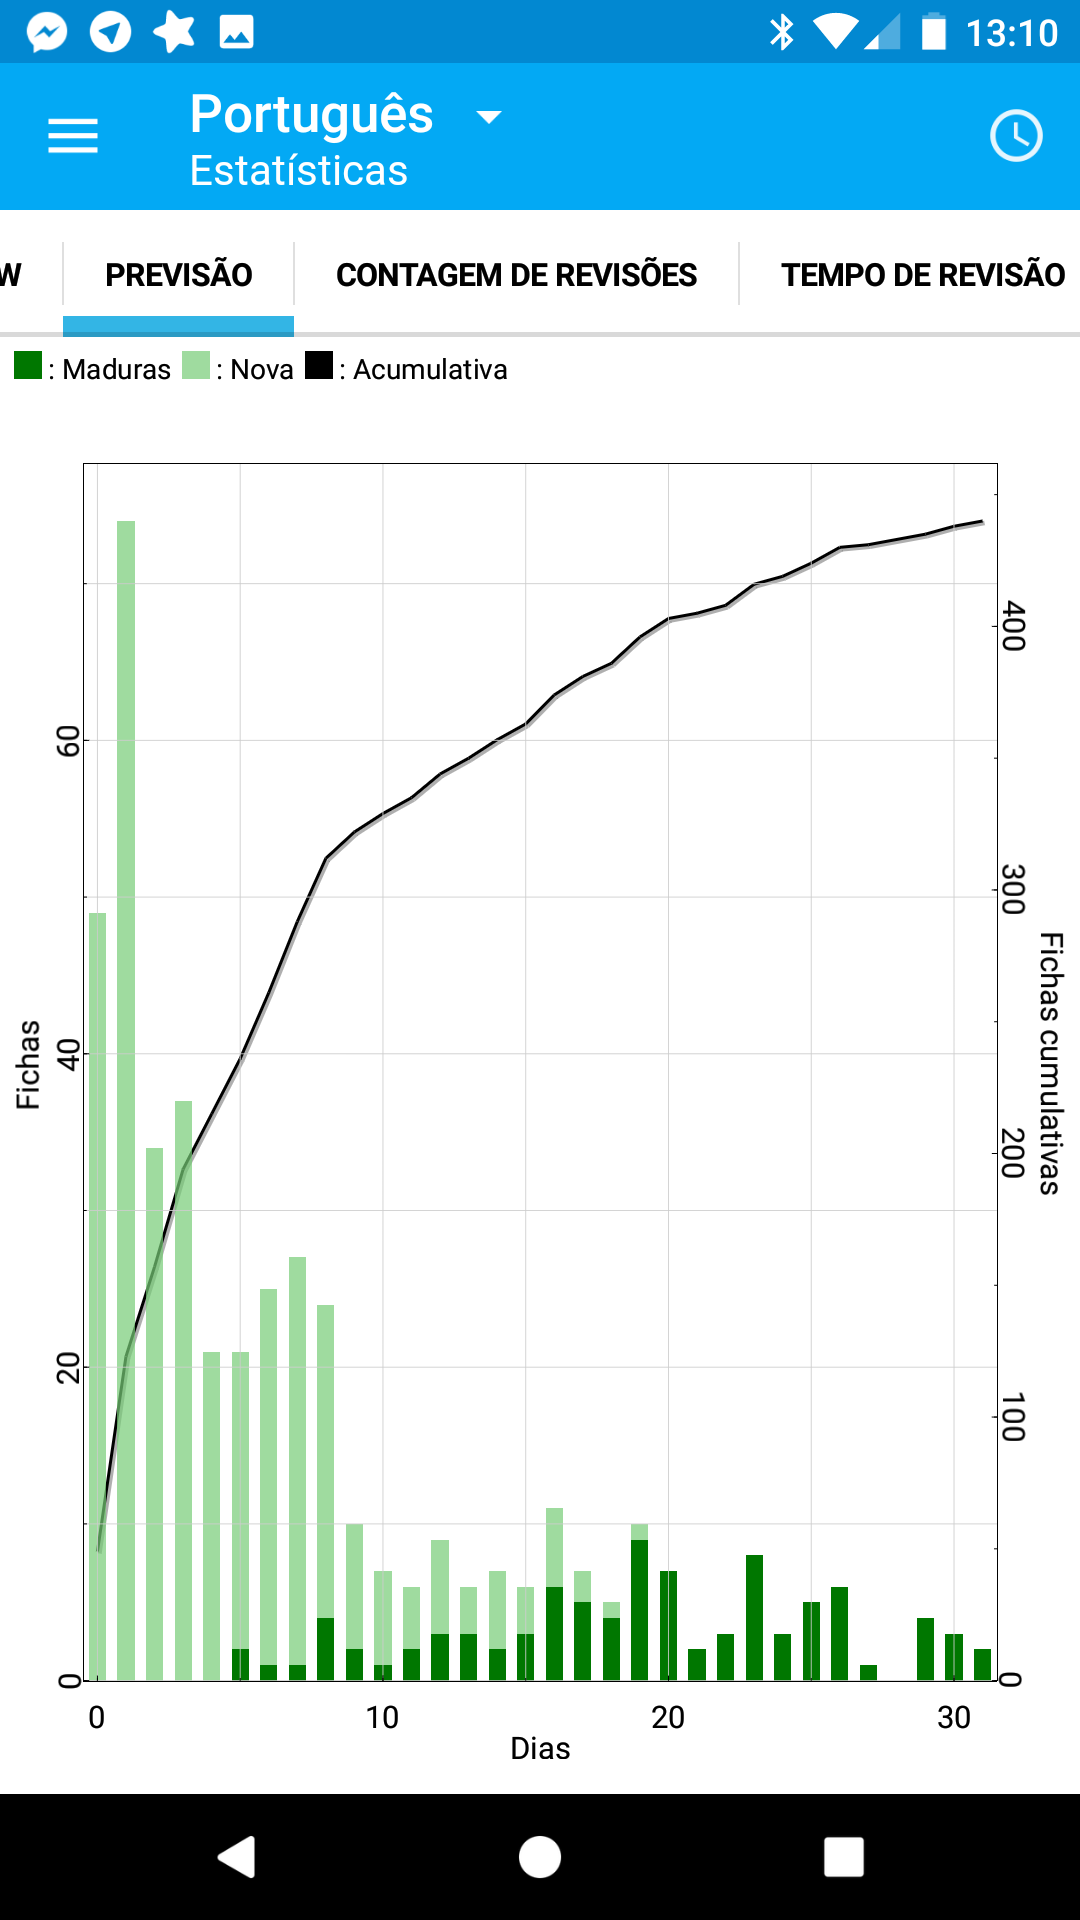 13:10
Português
Estatísticas
W
PREVISÃO
CONTAGEM DE REVISÕES
TEMPO DE REVISÃO
: Maduras : Nova : Acumulativa
Fichas
0
20
40
60
0
100
200
300
400
Fichas cumulativas
0 10 20 30
Dias